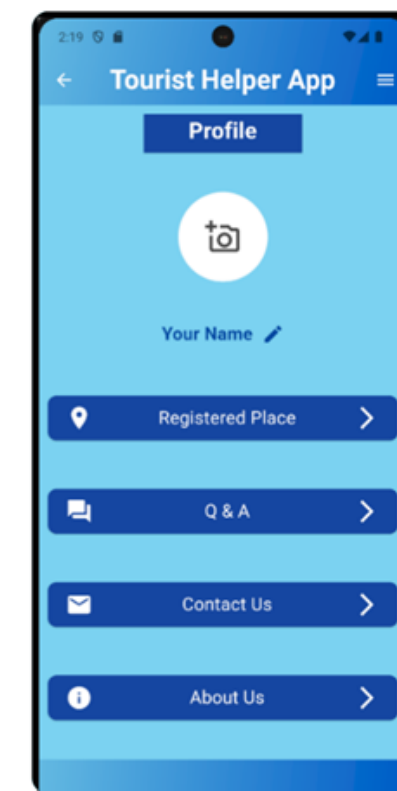 2:19
Tourist Helper App
Profile
Your Name
Registered Place
Q & A
Contact Us
About Us